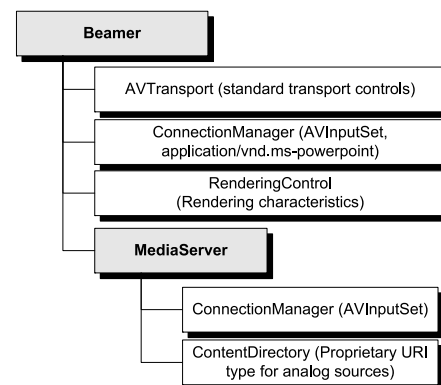 Beamer
AVTransport (standard transport controls)
ConnectionManager (AVInputSet,
application/vnd.ms-powerpoint)
RenderingControl
(Rendering characteristics)
MediaServer
ConnectionManager (AVInputSet)
ContentDirectory (Proprietary URI
type for analog sources)